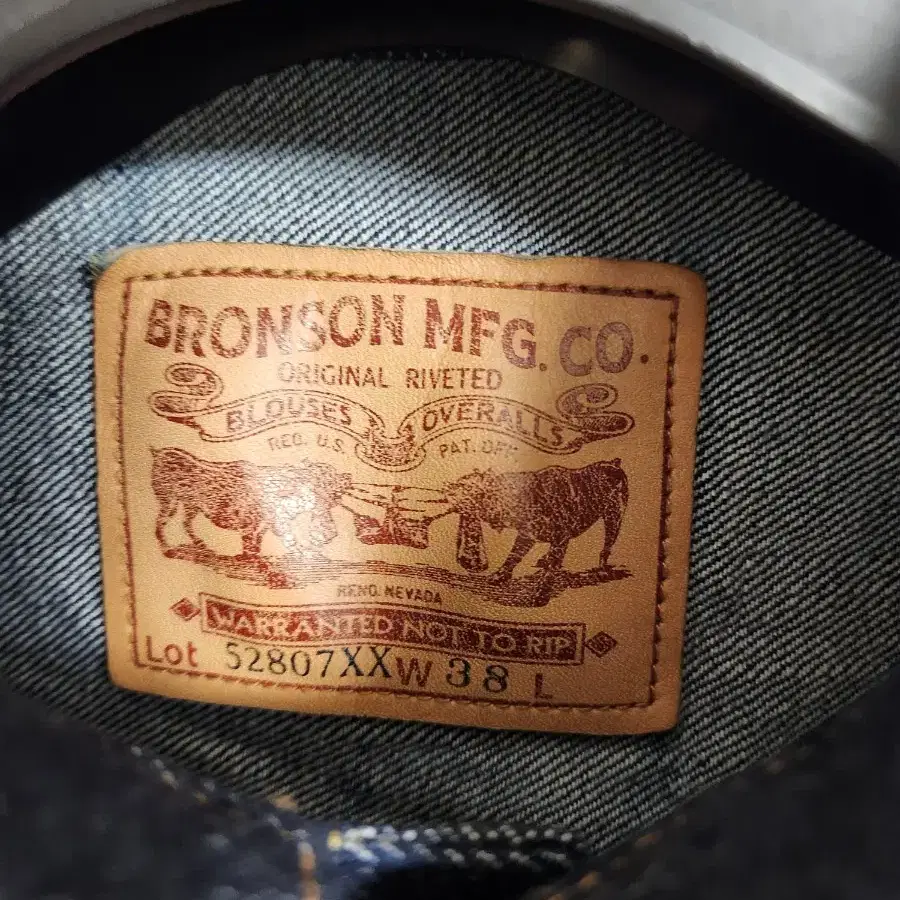 BRONSON MFG. CO.
ORIGINAL RIVETED
BLOUSES OVERALLS
REG. U.S. PAT. OFF.
RENO. NEVADA
WARRANTED NOT TO RIP
Lot 52807XX W 38 L